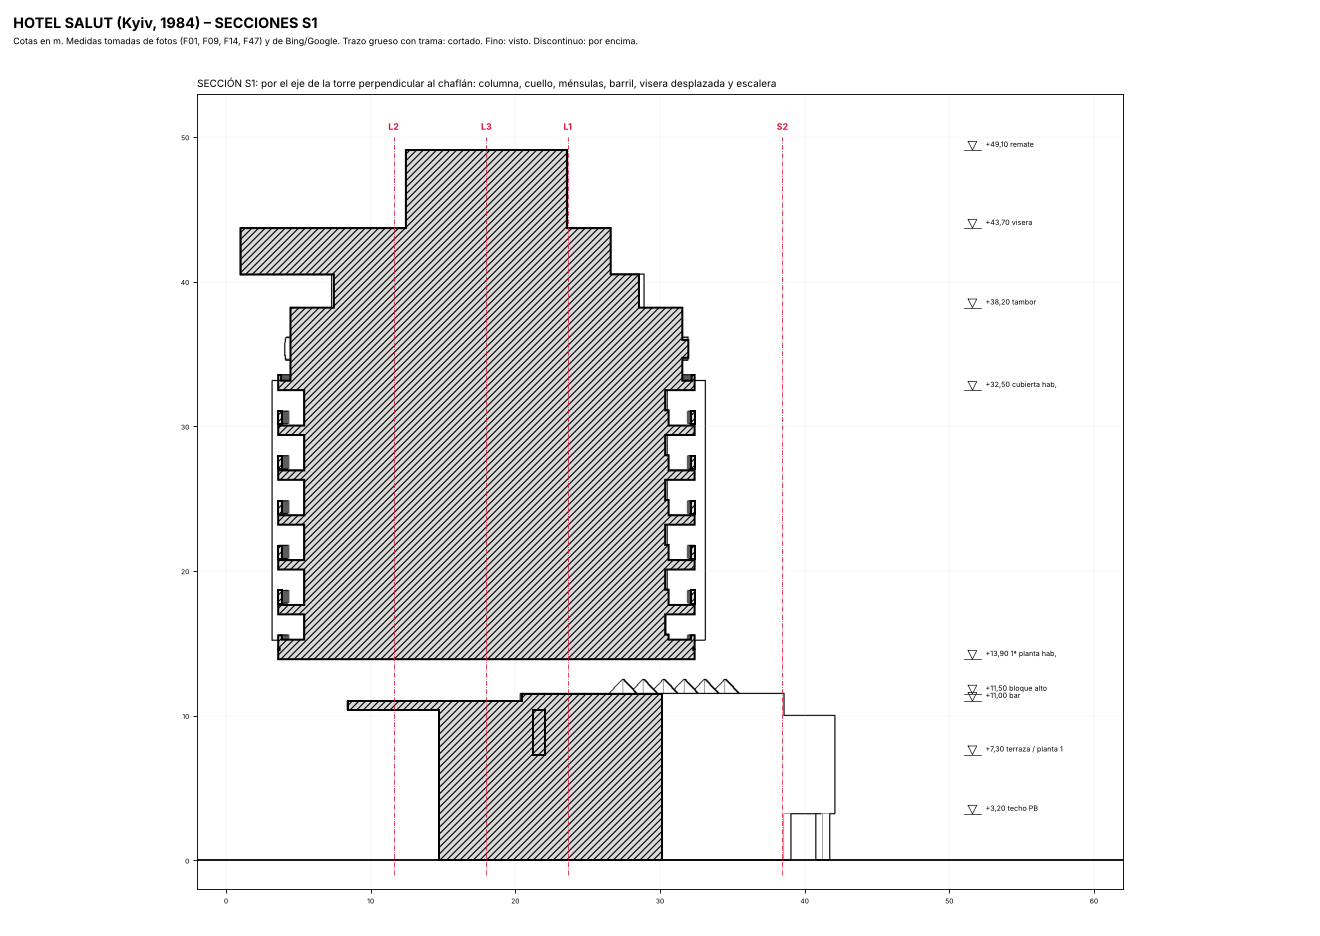 HOTEL SALUT (Kyiv, 1984) – SECCIONES S1
Cotas en m. Medidas tomadas de fotos (F01, F09, F14, F47) y de Bing/Google. Trazo grueso con trama: cortado. Fino: visto. Discontinuo: por encima.
SECCIÓN S1: por el eje de la torre perpendicular al chaflán: columna, cuello, ménsulas, barril, visera desplazada y escalera
L2 L3 L1 S2
50
+49,10 remate
+43,70 visera
40
+38,20 tambor
+32,50 cubierta hab,
30
20
+13,90 1ª planta hab,
+11,50 bloque alto
+11,00 bar
10
+7,30 terraza / planta 1
+3,20 techo PB
0
0 10 20 30 40 50 60